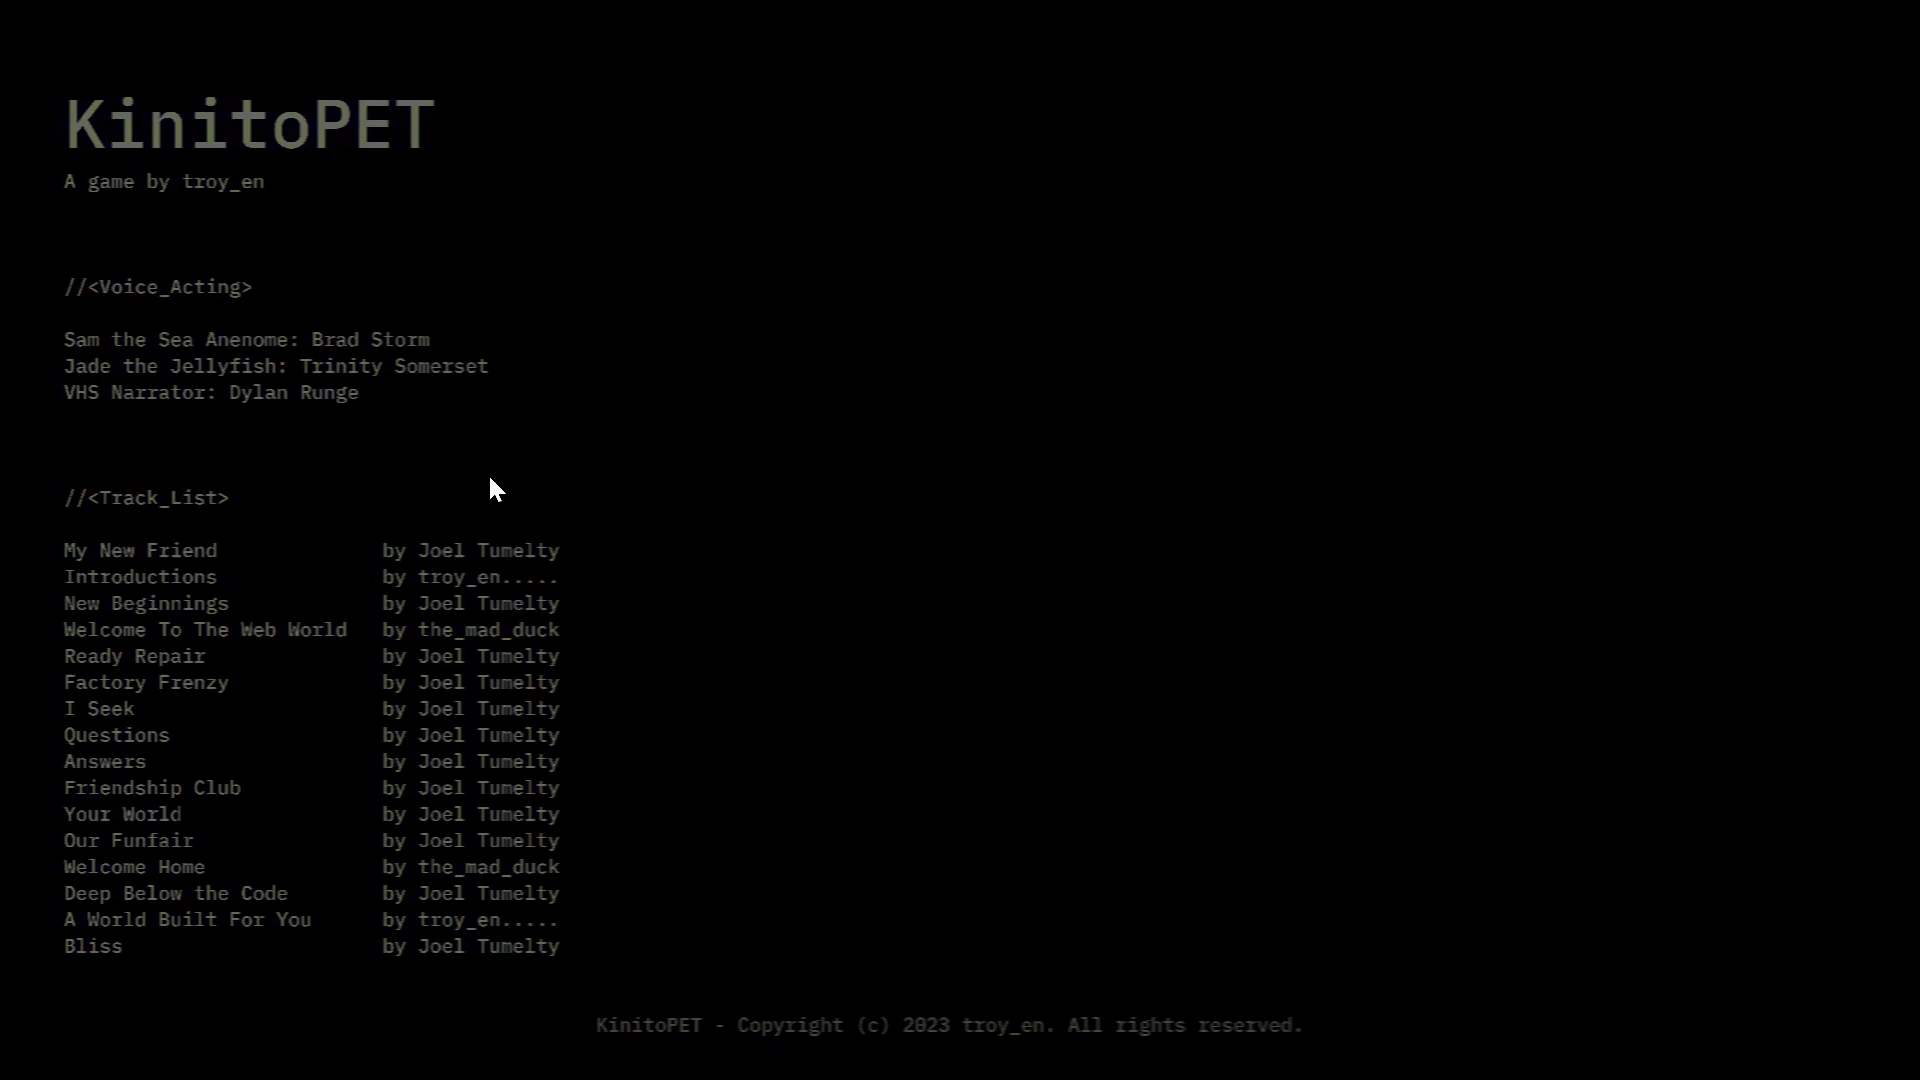 KinitoPET
A game by troy_en
//<Voice_Acting>
Sam the Sea Anenome: Brad Storm
Jade the Jellyfish: Trinity Somerset
VHS Narrator: Dylan Runge
//<Track_List>
My New Friend by Joel Tumelty
Introductions by troy_en.....
New Beginnings by Joel Tumelty
Welcome To The Web World by the_mad_duck
Ready Repair by Joel Tumelty
Factory Frenzy by Joel Tumelty
I Seek by Joel Tumelty
Questions by Joel Tumelty
Answers by Joel Tumelty
Friendship Club by Joel Tumelty
Your World by Joel Tumelty
Our Funfair by Joel Tumelty
Welcome Home by the_mad_duck
Deep Below the Code by Joel Tumelty
A World Built For You by troy_en.....
Bliss by Joel Tumelty
KinitoPET - Copyright (c) 2023 troy_en. All rights reserved.